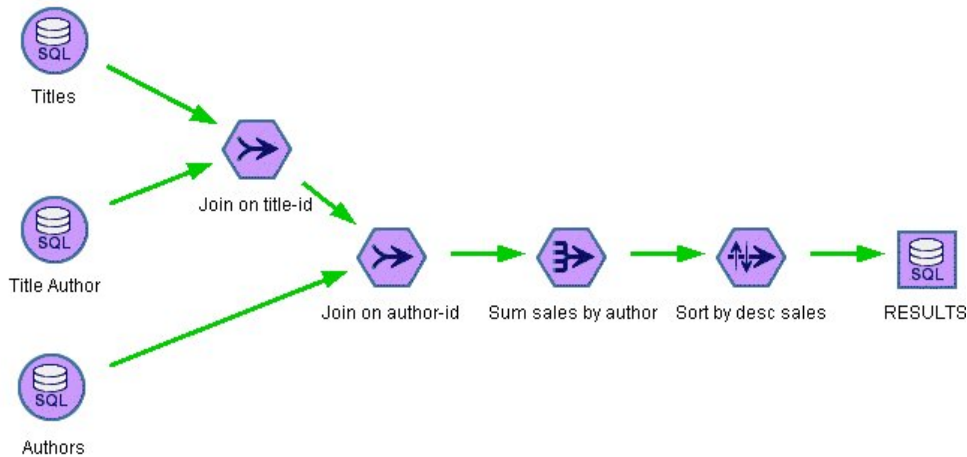 SQL
Titles
Join on title-id
SQL
Title Author
Join on author-id
Sum sales by author
Sort by desc sales
SQL
RESULTS
SQL
Authors